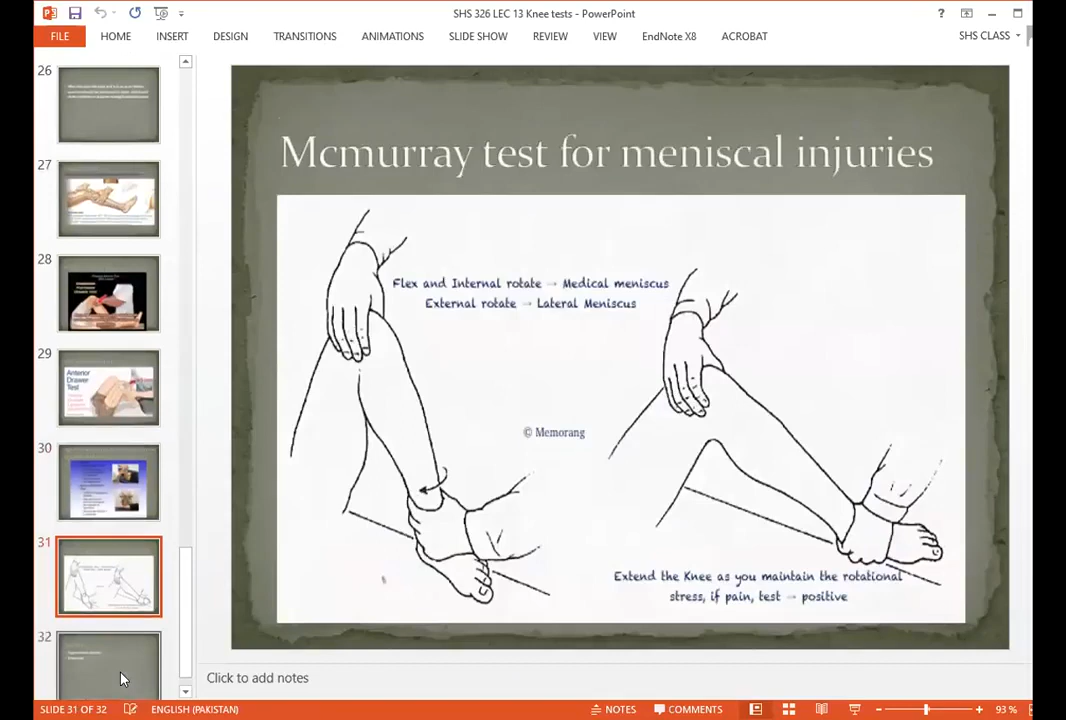 SHS 326 LEC 13 Knee tests - PowerPoint
FILE HOME INSERT DESIGN TRANSITIONS ANIMATIONS SLIDE SHOW REVIEW VIEW EndNote X8 ACROBAT SHS CLASS
26
27
28
29
Anterior
Drawer
Test
30
31
32
Mcmurray test for meniscal injuries
Flex and Internal rotate → Medical meniscus
External rotate → Lateral Meniscus
© Memorang
Extend the Knee as you maintain the rotational
stress, if pain, test → positive
Click to add notes
SLIDE 31 OF 32 ENGLISH (PAKISTAN) NOTES COMMENTS 93 %